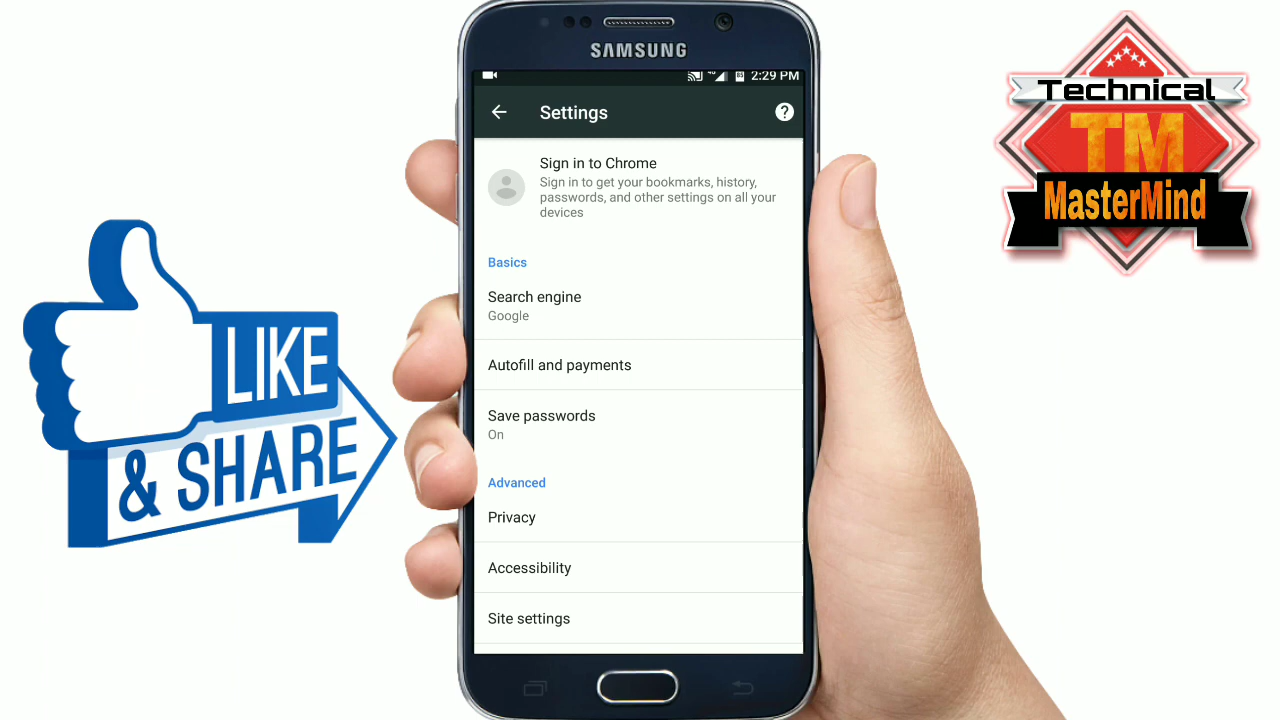 SAMSUNG
2:29 PM
Settings
Sign in to Chrome
Sign in to get your bookmarks, history,
passwords, and other settings on all your
devices
Basics
Search engine
Google
Autofill and payments
Save passwords
On
Advanced
Privacy
Accessibility
Site settings
LIKE
& SHARE
Technical
TM
MasterMind